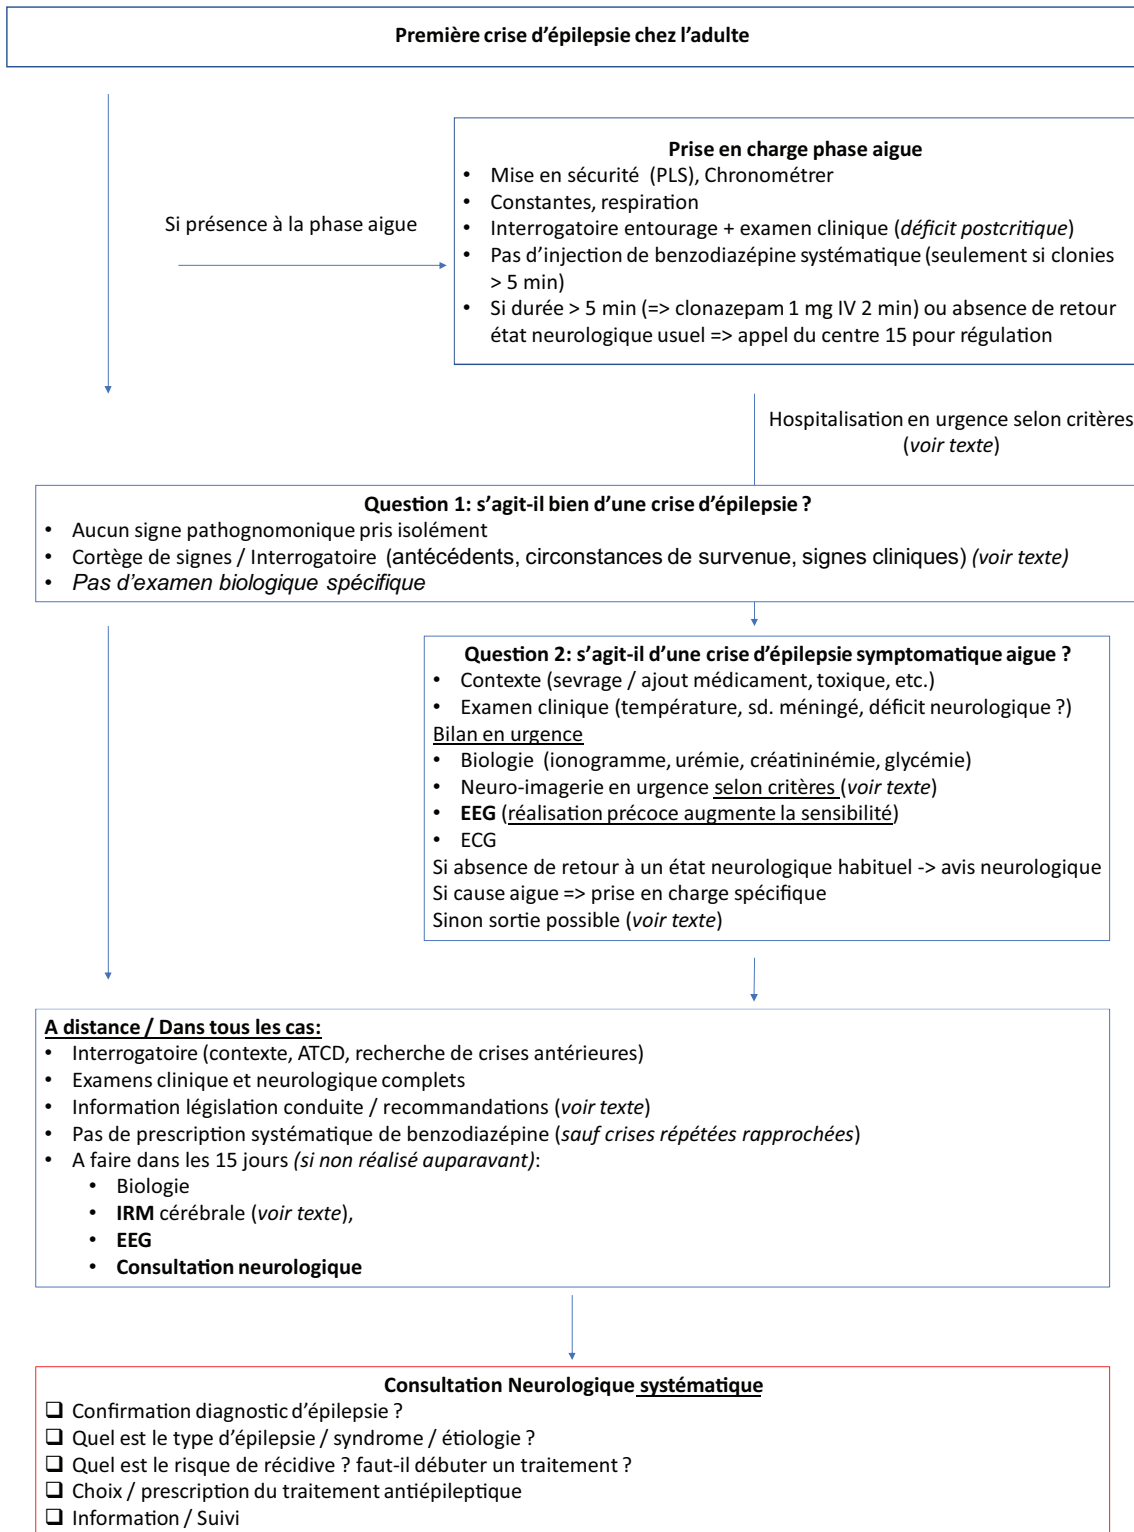 Première crise d'épilepsie chez l'adulte
Prise en charge phase aigue
• Mise en sécurité (PLS), Chronométrer
• Constantes, respiration
• Interrogatoire entourage + examen clinique (déficit postcritique)
• Pas d'injection de benzodiazépine systématique (seulement si clonies
> 5 min)
• Si durée > 5 min (=> clonazepam 1 mg IV 2 min) ou absence de retour
état neurologique usuel => appel du centre 15 pour régulation
Si présence à la phase aigue
Hospitalisation en urgence selon critères
(voir texte)
Question 1: s'agit-il bien d'une crise d'épilepsie ?
• Aucun signe pathognomonique pris isolément
• Cortège de signes / Interrogatoire (antécédents, circonstances de survenue, signes cliniques) (voir texte)
• Pas d'examen biologique spécifique
Question 2: s'agit-il d'une crise d'épilepsie symptomatique aigue ?
• Contexte (sevrage / ajout médicament, toxique, etc.)
• Examen clinique (température, sd. méningé, déficit neurologique ?)
Bilan en urgence
• Biologie (ionogramme, urémie, créatininémie, glycémie)
• Neuro-imagerie en urgence selon critères (voir texte)
• EEG (réalisation précoce augmente la sensibilité)
• ECG
Si absence de retour à un état neurologique habituel -> avis neurologique
Si cause aigue => prise en charge spécifique
Sinon sortie possible (voir texte)
A distance / Dans tous les cas:
• Interrogatoire (contexte, ATCD, recherche de crises antérieures)
• Examens clinique et neurologique complets
• Information législation conduite / recommandations (voir texte)
• Pas de prescription systématique de benzodiazépine (sauf crises répétées rapprochées)
• A faire dans les 15 jours (si non réalisé auparavant):
• Biologie
• IRM cérébrale (voir texte),
• EEG
• Consultation neurologique
Consultation Neurologique systématique
❑ Confirmation diagnostic d'épilepsie ?
❑ Quel est le type d'épilepsie / syndrome / étiologie ?
❑ Quel est le risque de récidive ? faut-il débuter un traitement ?
❑ Choix / prescription du traitement antiépileptique
❑ Information / Suivi